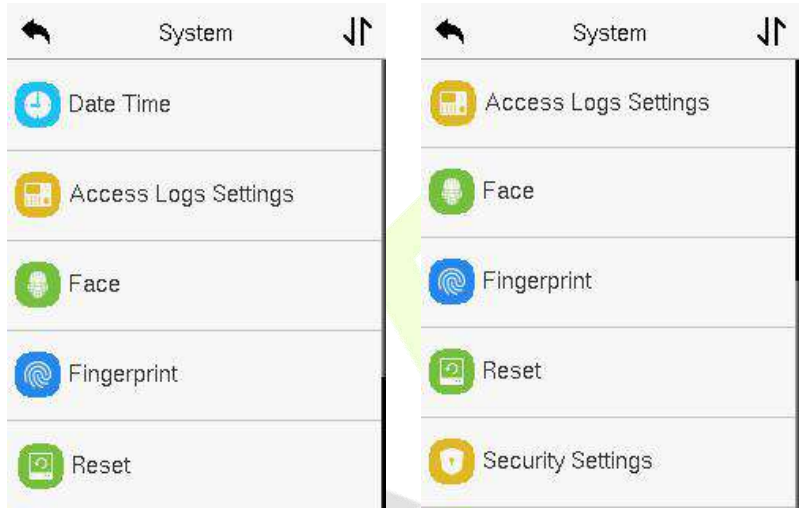 System
Date Time
Access Logs Settings
Face
Fingerprint
Reset
System
Access Logs Settings
Face
Fingerprint
Reset
Security Settings